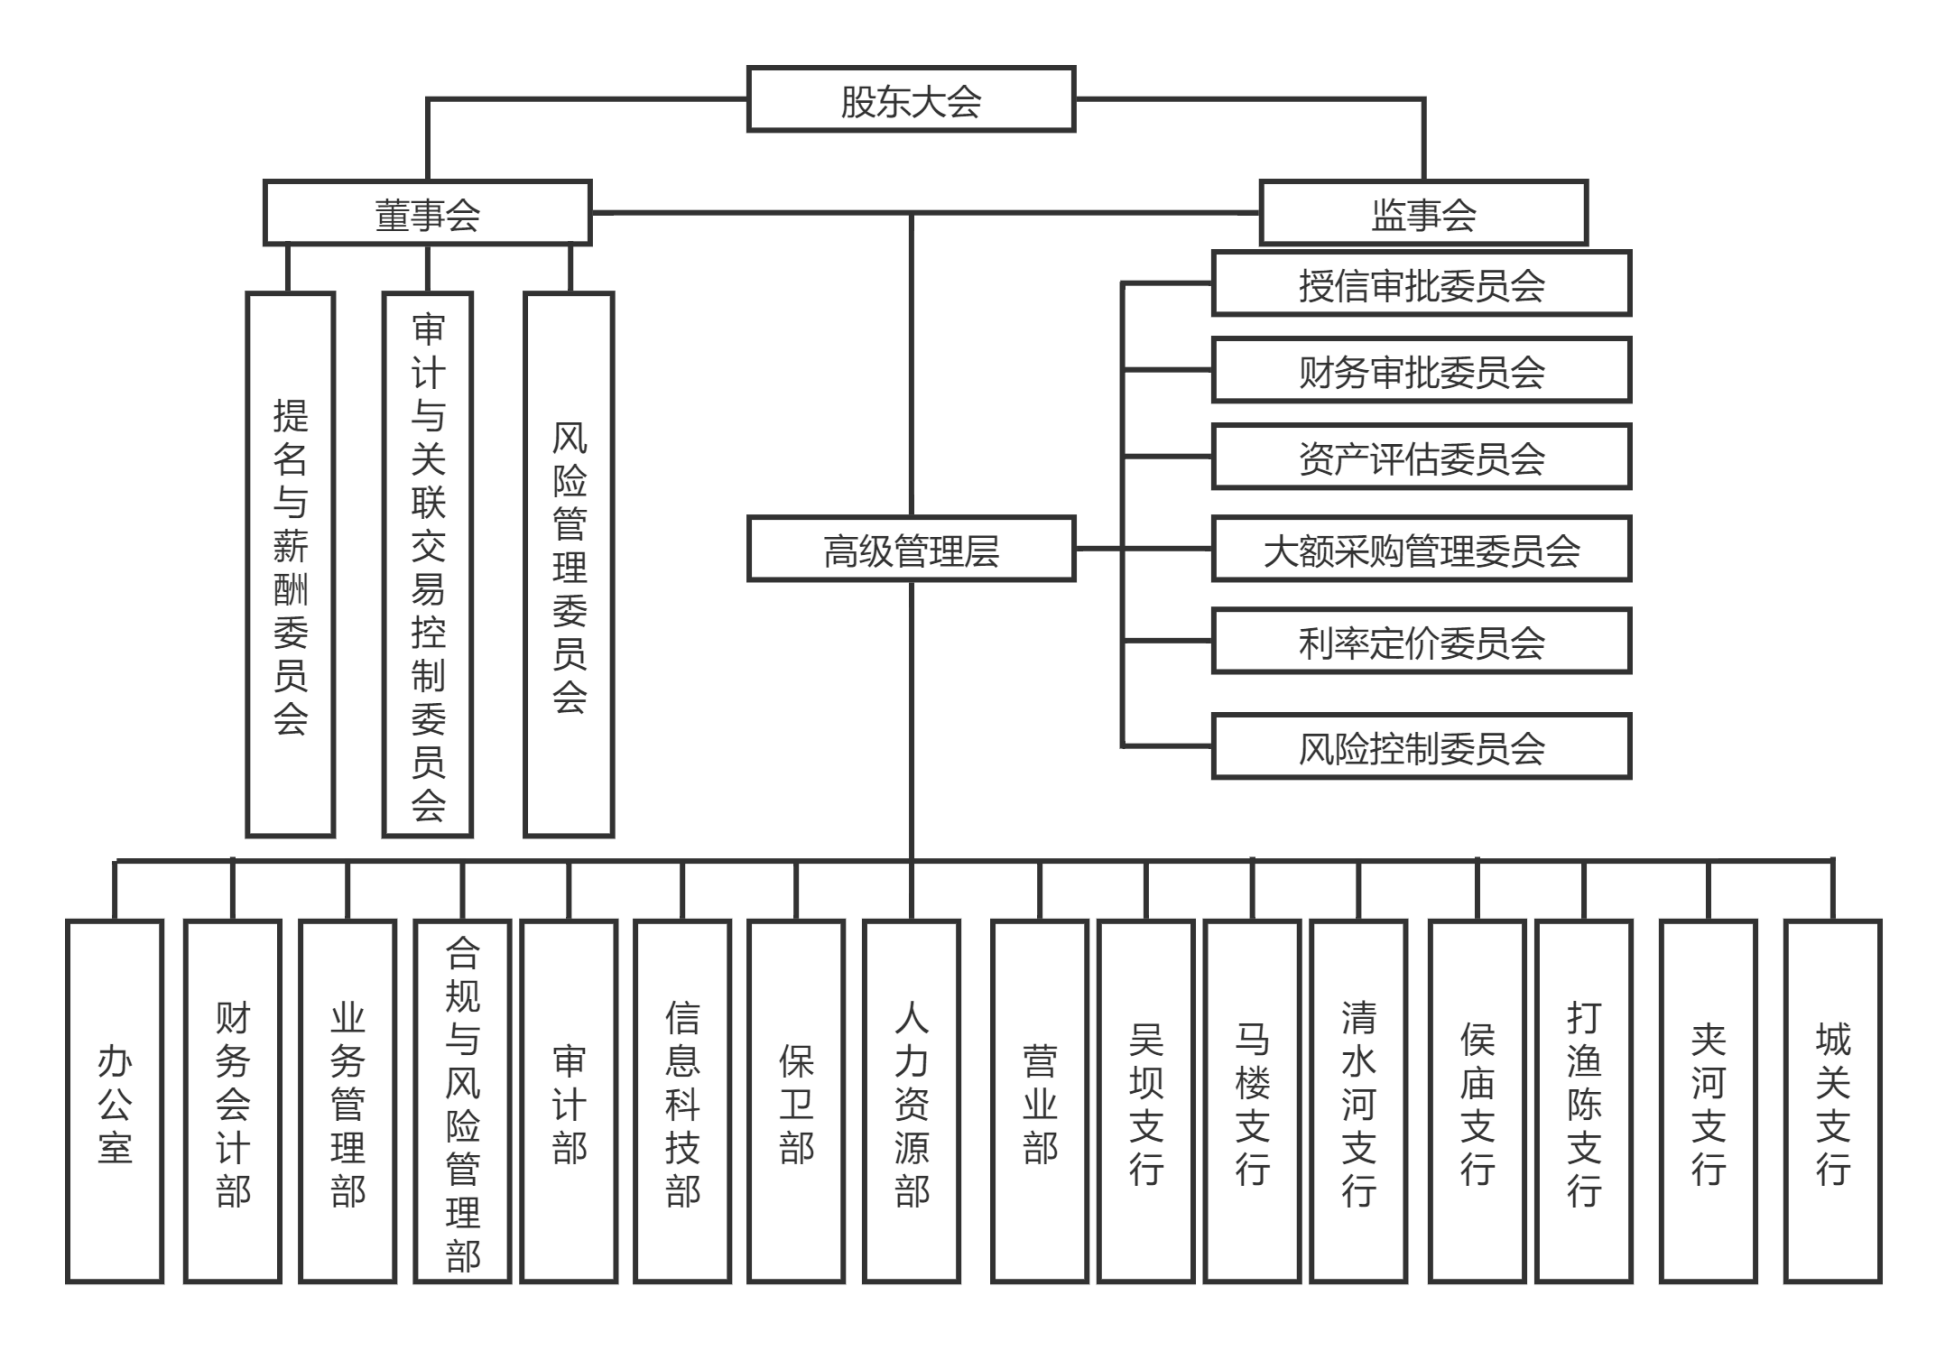 股东大会
董事会
监事会
授信审批委员会
财务审批委员会
资产评估委员会
高级管理层
大额采购管理委员会
利率定价委员会
风险控制委员会
提名与薪酬委员会
审计与关联交易控制委员会
风险管理委员会
办公室
财务会计部
业务管理部
合规与风险管理部
审计部
信息科技部
保卫部
人力资源部
营业部
吴坝支行
马楼支行
清水河支行
侯庙支行
打渔陈支行
夹河支行
城关支行